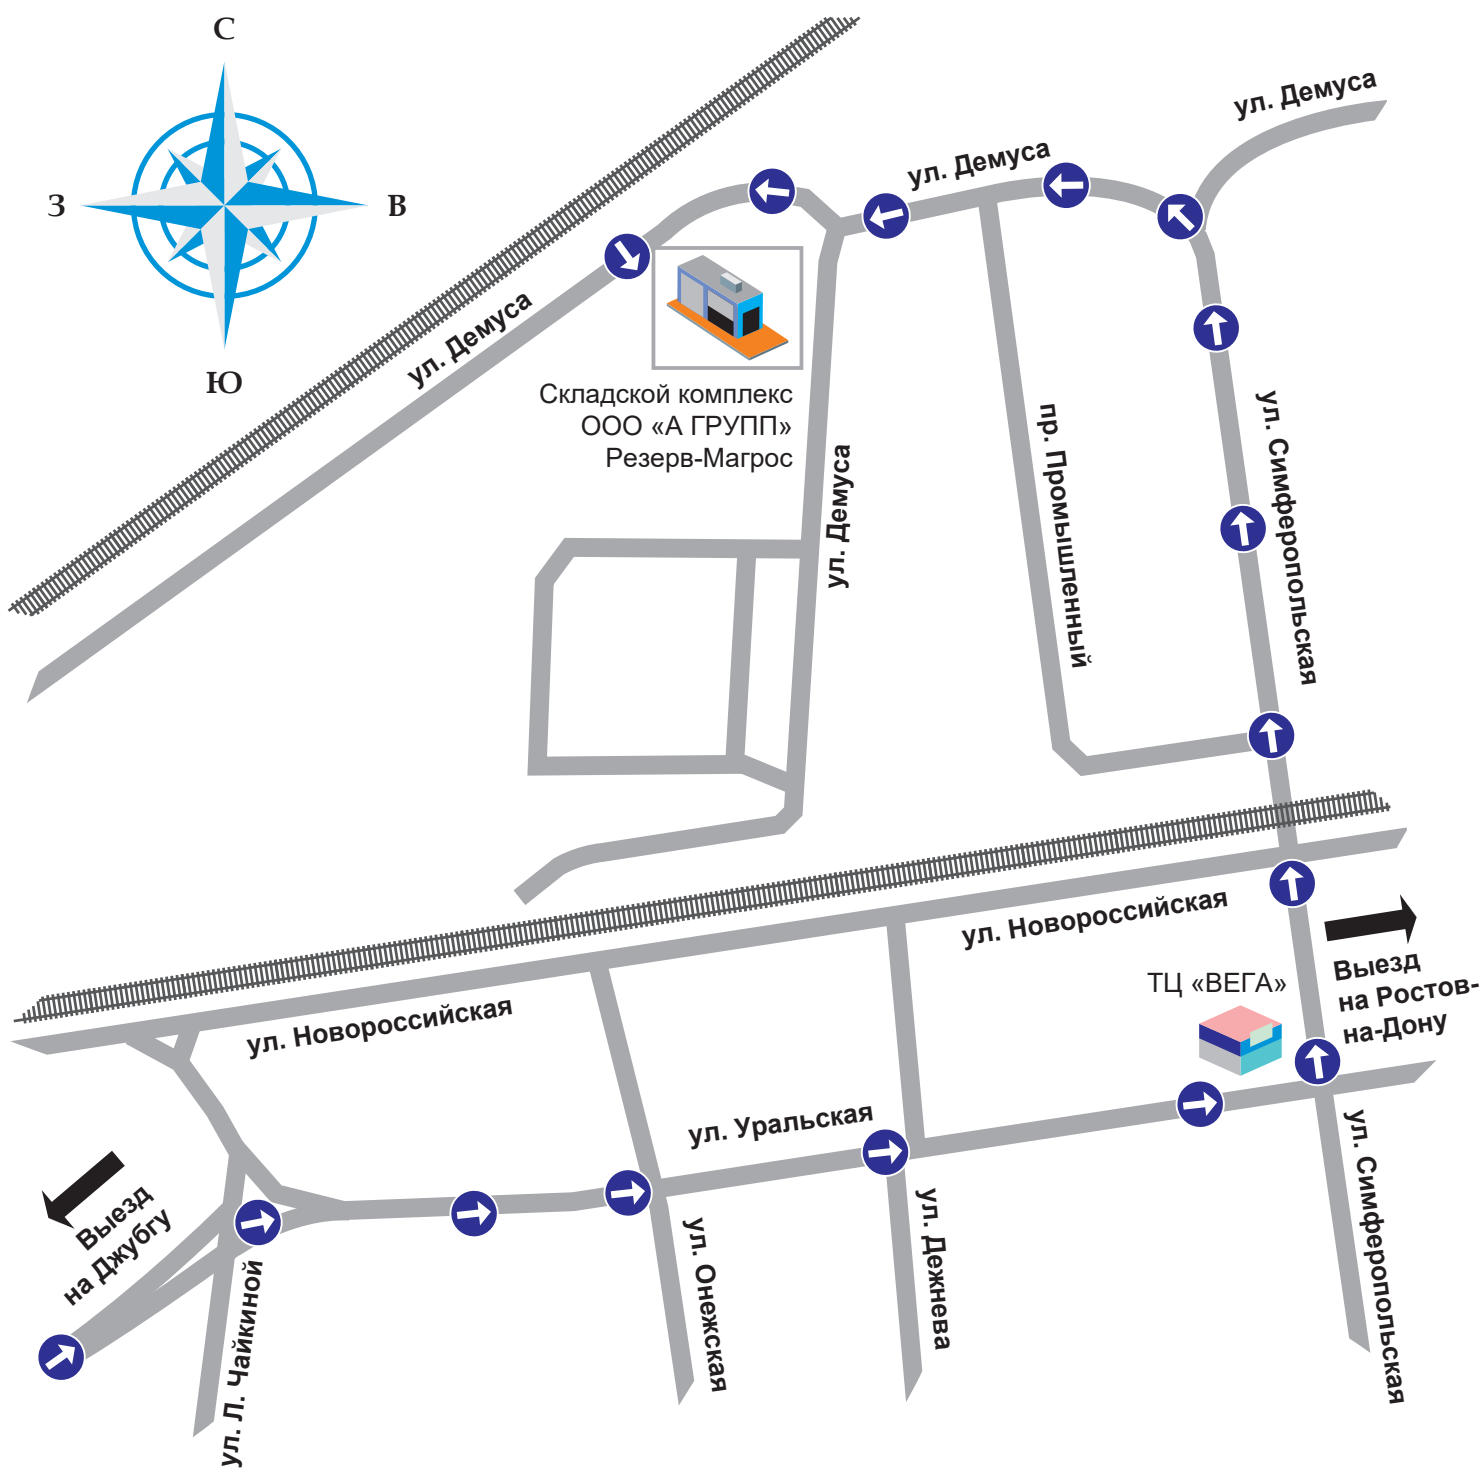 С
З
В
Ю
ул. Демуса
ул. Демуса
ул. Демуса
Складской комплекс
ООО «А ГРУПП»
Резерв-Магрос
ул. Демуса
пр. Промышленный
ул. Симферопольская
ул. Новороссийская
Выезд
на Ростов-
на-Дону
ТЦ «ВЕГА»
ул. Новороссийская
ул. Уральская
Выезд
на Джубгу
ул. Л. Чайкиной
ул. Онежская
ул. Дежнева
ул. Симферопольская